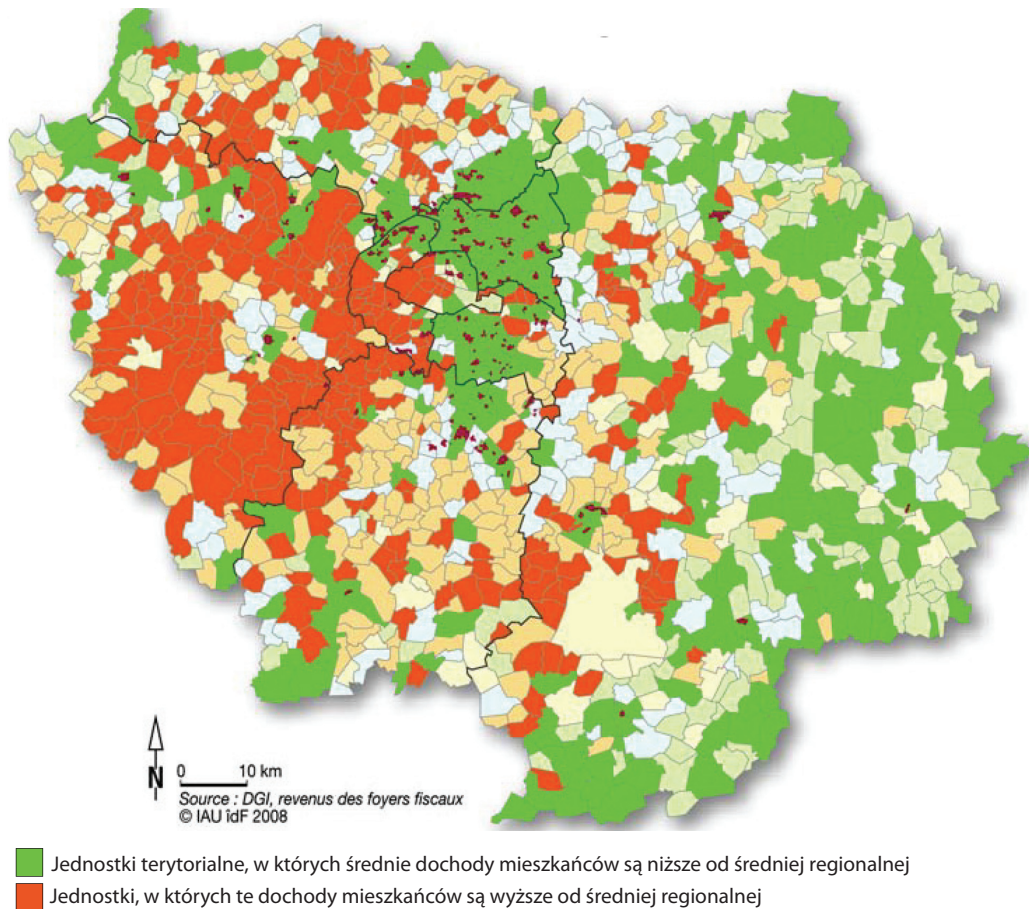 N
0 10 km
Source : DGI, revenus des foyers fiscaux
© IAU îdF 2008
Jednostki terytorialne, w których średnie dochody mieszkańców są niższe od średniej regionalnej
Jednostki, w których te dochody mieszkańców są wyższe od średniej regionalnej